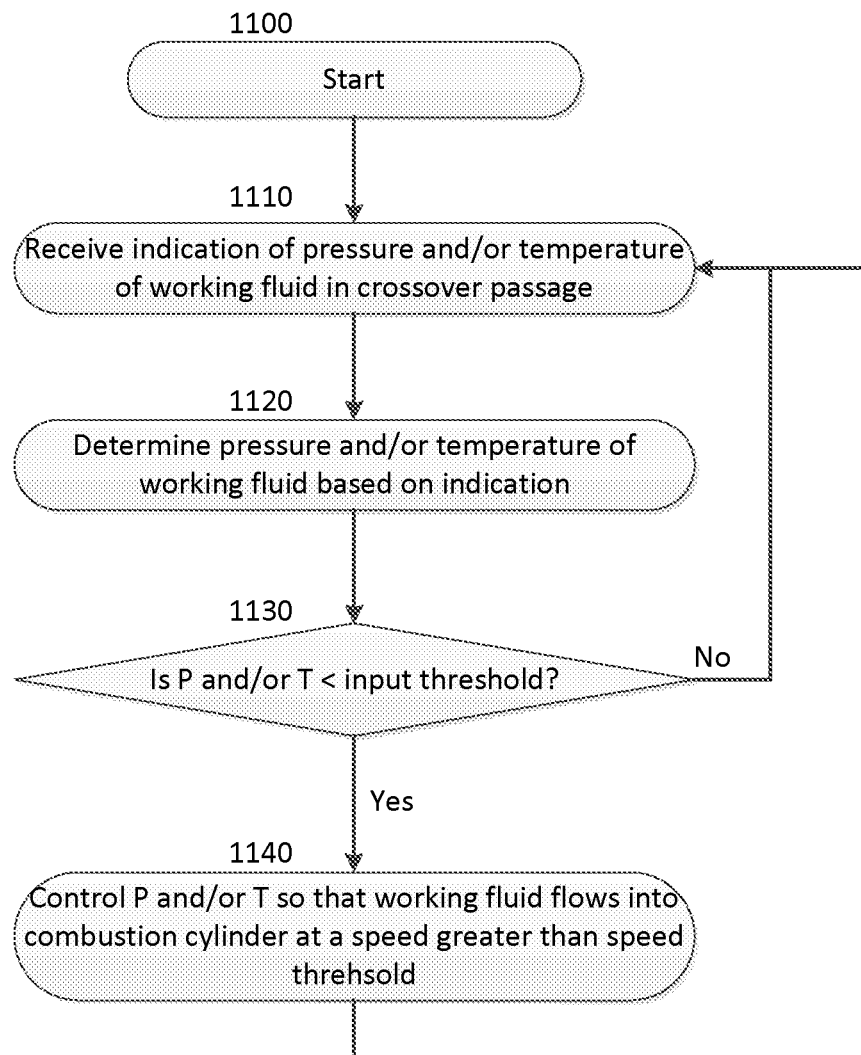 1100
Start
1110
Receive indication of pressure and/or temperature
of working fluid in crossover passage
1120
Determine pressure and/or temperature of
working fluid based on indication
1130
Is P and/or T < input threshold?
No
Yes
1140
Control P and/or T so that working fluid flows into
combustion cylinder at a speed greater than speed
threhsold